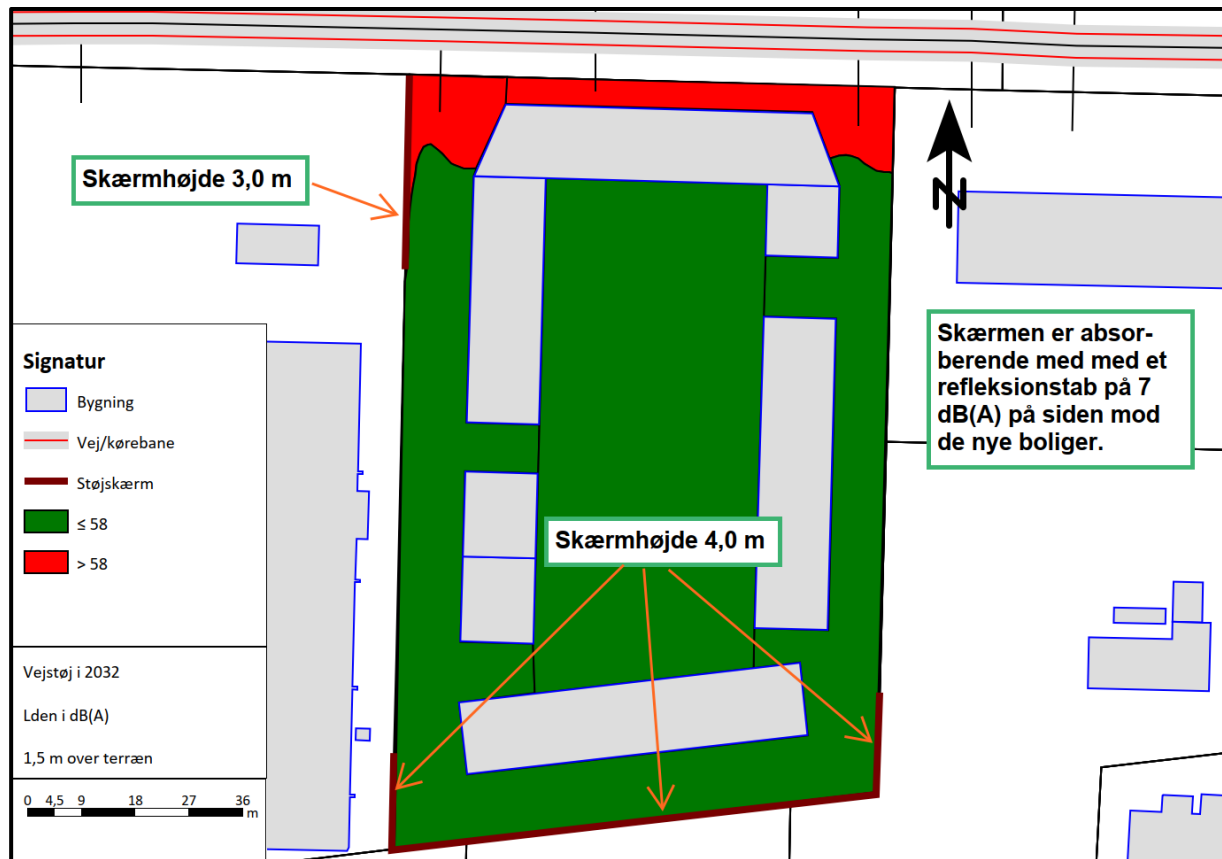 Skærmhøjde 3,0 m
N
Skærmen er absor-
berende med med et
refleksionstab på 7
dB(A) på siden mod
de nye boliger.
Signatur
Bygning
Vej/kørebane
Støjskærm
≤ 58
> 58
Skærmhøjde 4,0 m
Vejstøj i 2032
Lden i dB(A)
1,5 m over terræn
0 4,5 9 18 27 36
m